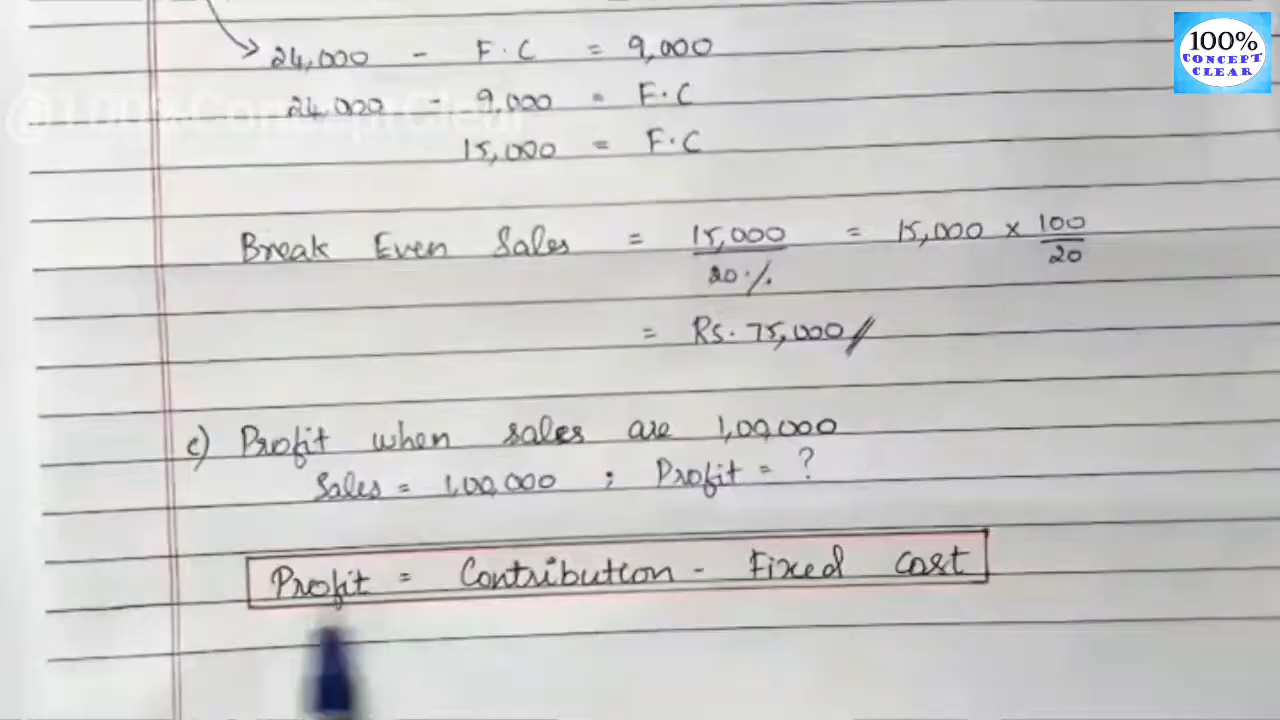 100%
CONCEPT
CLEAR
24,000 - F.C = 9,000
24,000 - 9,000 = F.C
@100%ConceptClear
15,000 = F.C
Break Even Sales = 15,000 / 20% = 15,000 × 100 / 20
= Rs. 75,000//
c) Profit when sales are 1,00,000
Sales = 1,00,000 ; Profit = ?
Profit = Contribution - Fixed cost